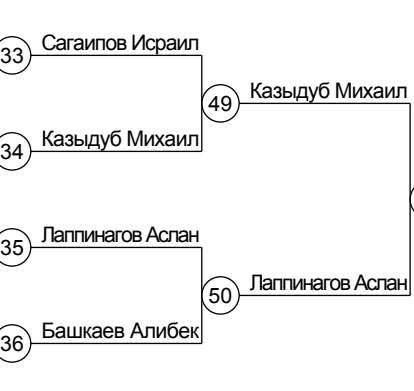 33 Сагаипов Исраил
49 Казыдуб Михаил
34 Казыдуб Михаил
35 Лаппинагов Аслан
50 Лаппинагов Аслан
36 Башкаев Алибек